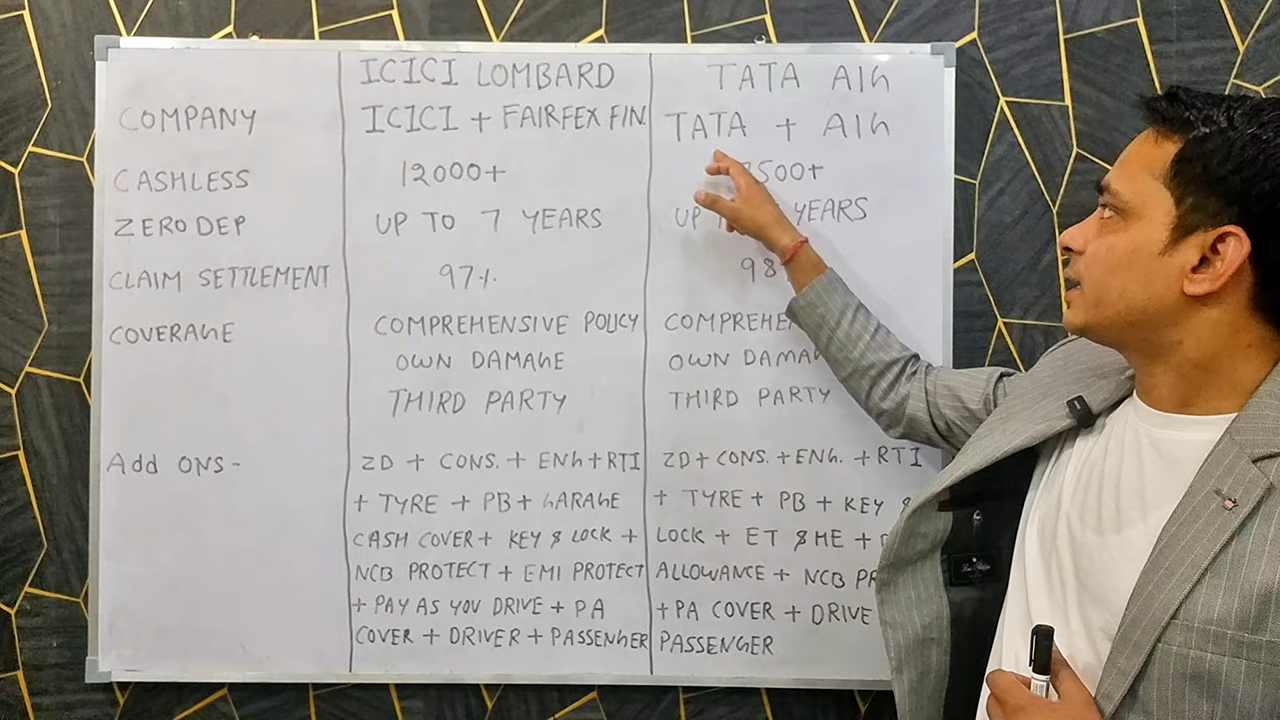 ICICI LOMBARD TATA AIG
COMPANY ICICI + FAIRFEX FIN TATA + AIG
CASHLESS 12000+ 500+
ZERO DEP UP TO 7 YEARS UP YEARS
CLAIM SETTLEMENT 97% 98
COVERAGE COMPREHENSIVE POLICY
OWN DAMAGE OWN
THIRD PARTY THIRD PARTY
Add ONS- ZD + CONS. + ENG + RTI ZD + CONS. + ENG. + RTI
+ TYRE + PB + GARAGE + TYRE + PB + KEY &
CASH COVER + KEY & LOCK + LOCK + ET & ME +
NCB PROTECT + EMI PROTECT ALLOWANCE + NCB
+ PAY AS YOU DRIVE + PA + PA COVER + DRIVE
COVER + DRIVER + PASSENGER PASSENGER